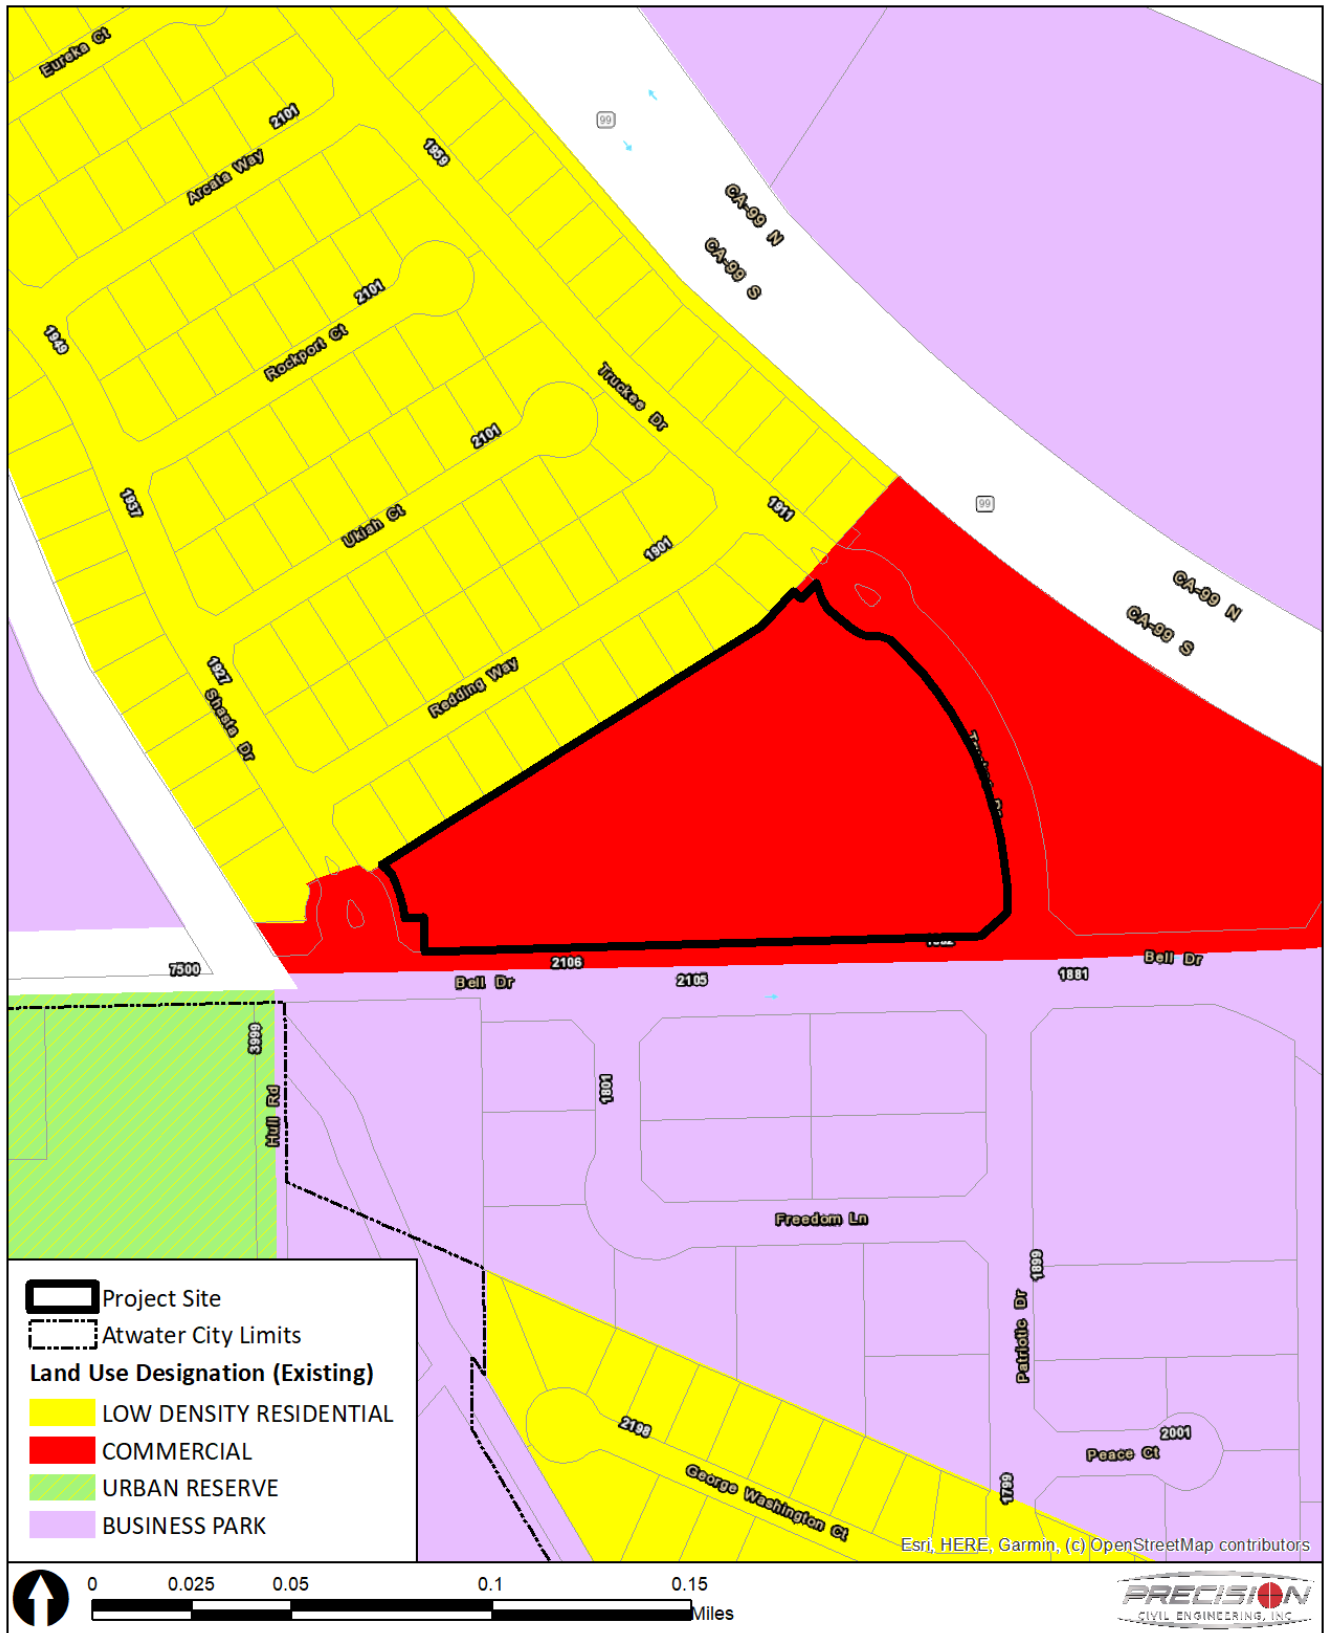 Eureka Ct
2101
Arcata Way
1959
99
CA-99 N
CA-99 S
2101
Rockport Ct
1949
Truckee Dr
2101
1937
Ukiah Ct
1911
1901
99
CA-99 N
CA-99 S
1927
Shasta Dr
Redding Way
7500
2106
Bell Dr
2105
Bell Dr
1881
3999
Hull Rd
1801
Freedom Ln
1899
Patriotic Dr
2198
George Washington Ct
2001
Peace Ct
1799
Project Site
Atwater City Limits
Land Use Designation (Existing)
LOW DENSITY RESIDENTIAL
COMMERCIAL
URBAN RESERVE
BUSINESS PARK
Esri, HERE, Garmin, (c) OpenStreetMap contributors
0 0.025 0.05 0.1 0.15
Miles
PRECISION
CIVIL ENGINEERING, INC